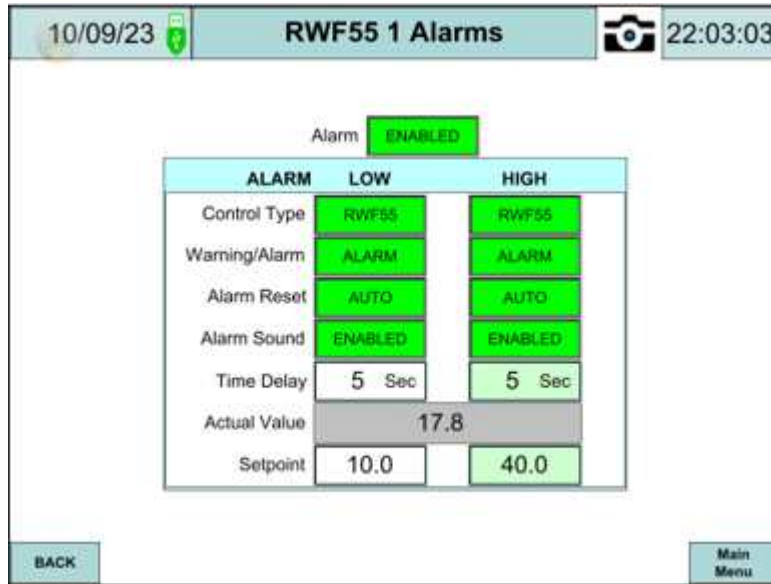 10/09/23 RWF55 1 Alarms 22:03:03
Alarm ENABLED
ALARM LOW HIGH
Control Type RWF55 RWF55
Warning/Alarm ALARM ALARM
Alarm Reset AUTO AUTO
Alarm Sound ENABLED ENABLED
Time Delay 5 Sec 5 Sec
Actual Value 17.8
Setpoint 10.0 40.0
BACK Main
Menu